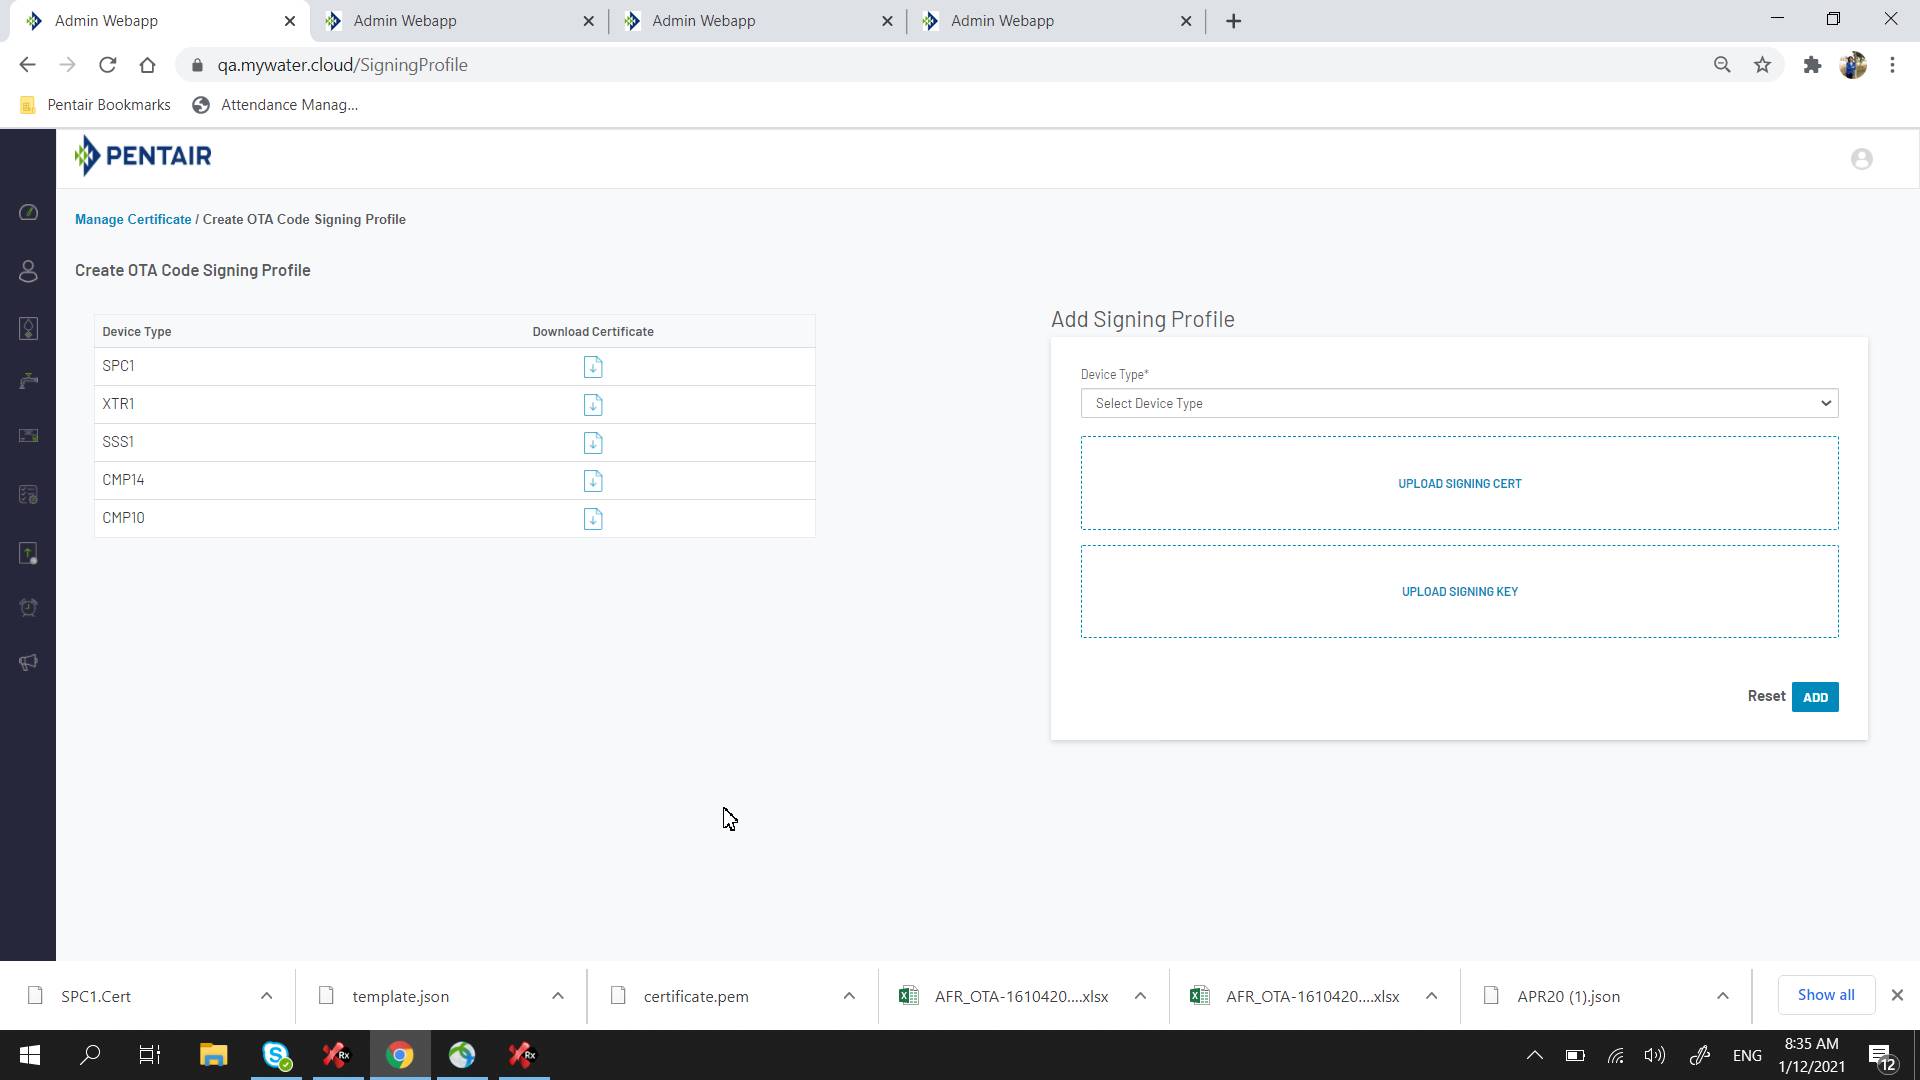 Admin Webapp
Admin Webapp
Admin Webapp
Admin Webapp
qa.mywater.cloud/SigningProfile
Pentair Bookmarks
Attendance Manag...
PENTAIR
Manage Certificate / Create OTA Code Signing Profile
Create OTA Code Signing Profile
Device Type Download Certificate
SPC1
XTR1
SSS1
CMP14
CMP10
Add Signing Profile
Device Type*
Select Device Type
UPLOAD SIGNING CERT
UPLOAD SIGNING KEY
Reset ADD
SPC1.Cert
template.json
certificate.pem
AFR_OTA-1610420....xlsx
AFR_OTA-1610420....xlsx
APR20 (1).json
Show all
Rx
Rx
ENG
8:35 AM
1/12/2021
12